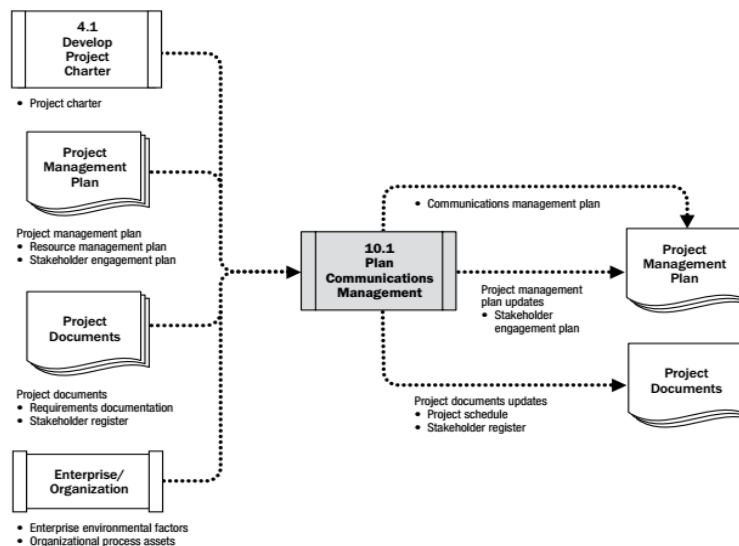 4.1
Develop
Project
Charter
• Project charter
Project
Management
Plan
Project management plan
• Resource management plan
• Stakeholder engagement plan
Project
Documents
Project documents
• Requirements documentation
• Stakeholder register
Enterprise/
Organization
• Enterprise environmental factors
• Organizational process assets
10.1
Plan
Communications
Management
• Communications management plan
Project management
plan updates
• Stakeholder
engagement plan
Project documents updates
• Project schedule
• Stakeholder register
Project
Management
Plan
Project
Documents